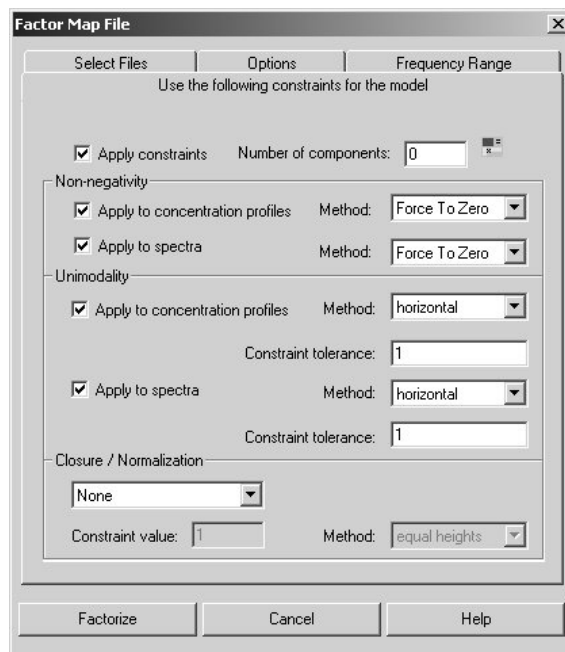 Factor Map File
Select Files Options Frequency Range
Use the following constraints for the model
Apply constraints Number of components: 0
Non-negativity
Apply to concentration profiles Method: Force To Zero
Apply to spectra Method: Force To Zero
Unimodality
Apply to concentration profiles Method: horizontal
Constraint tolerance: 1
Apply to spectra Method: horizontal
Constraint tolerance: 1
Closure / Normalization
None
Constraint value: 1 Method: equal heights
Factorize Cancel Help